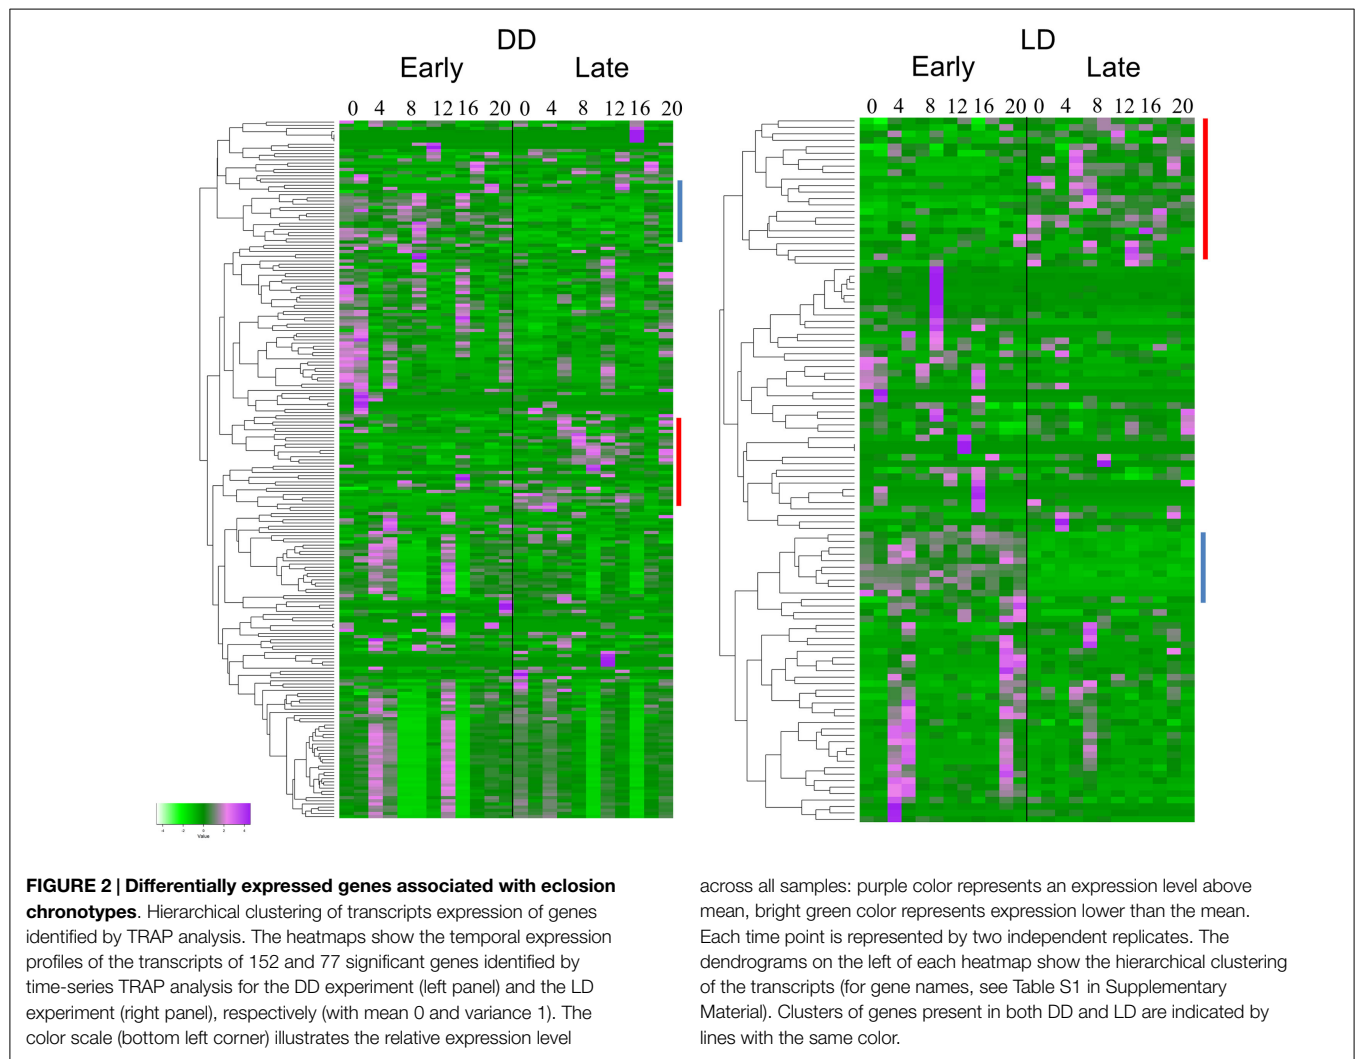 DD
LD
Early
Late
Early
Late
0 4 8 12 16 20 0 4 8 12 16 20
0 4 8 12 16 20 0 4 8 12 16 20
-4 -2 0 2 4
Value
FIGURE 2 | Differentially expressed genes associated with eclosion
chronotypes. Hierarchical clustering of transcripts expression of genes
identified by TRAP analysis. The heatmaps show the temporal expression
profiles of the transcripts of 152 and 77 significant genes identified by
time-series TRAP analysis for the DD experiment (left panel) and the LD
experiment (right panel), respectively (with mean 0 and variance 1). The
color scale (bottom left corner) illustrates the relative expression level
across all samples: purple color represents an expression level above
mean, bright green color represents expression lower than the mean.
Each time point is represented by two independent replicates. The
dendrograms on the left of each heatmap show the hierarchical clustering
of the transcripts (for gene names, see Table S1 in Supplementary
Material). Clusters of genes present in both DD and LD are indicated by
lines with the same color.